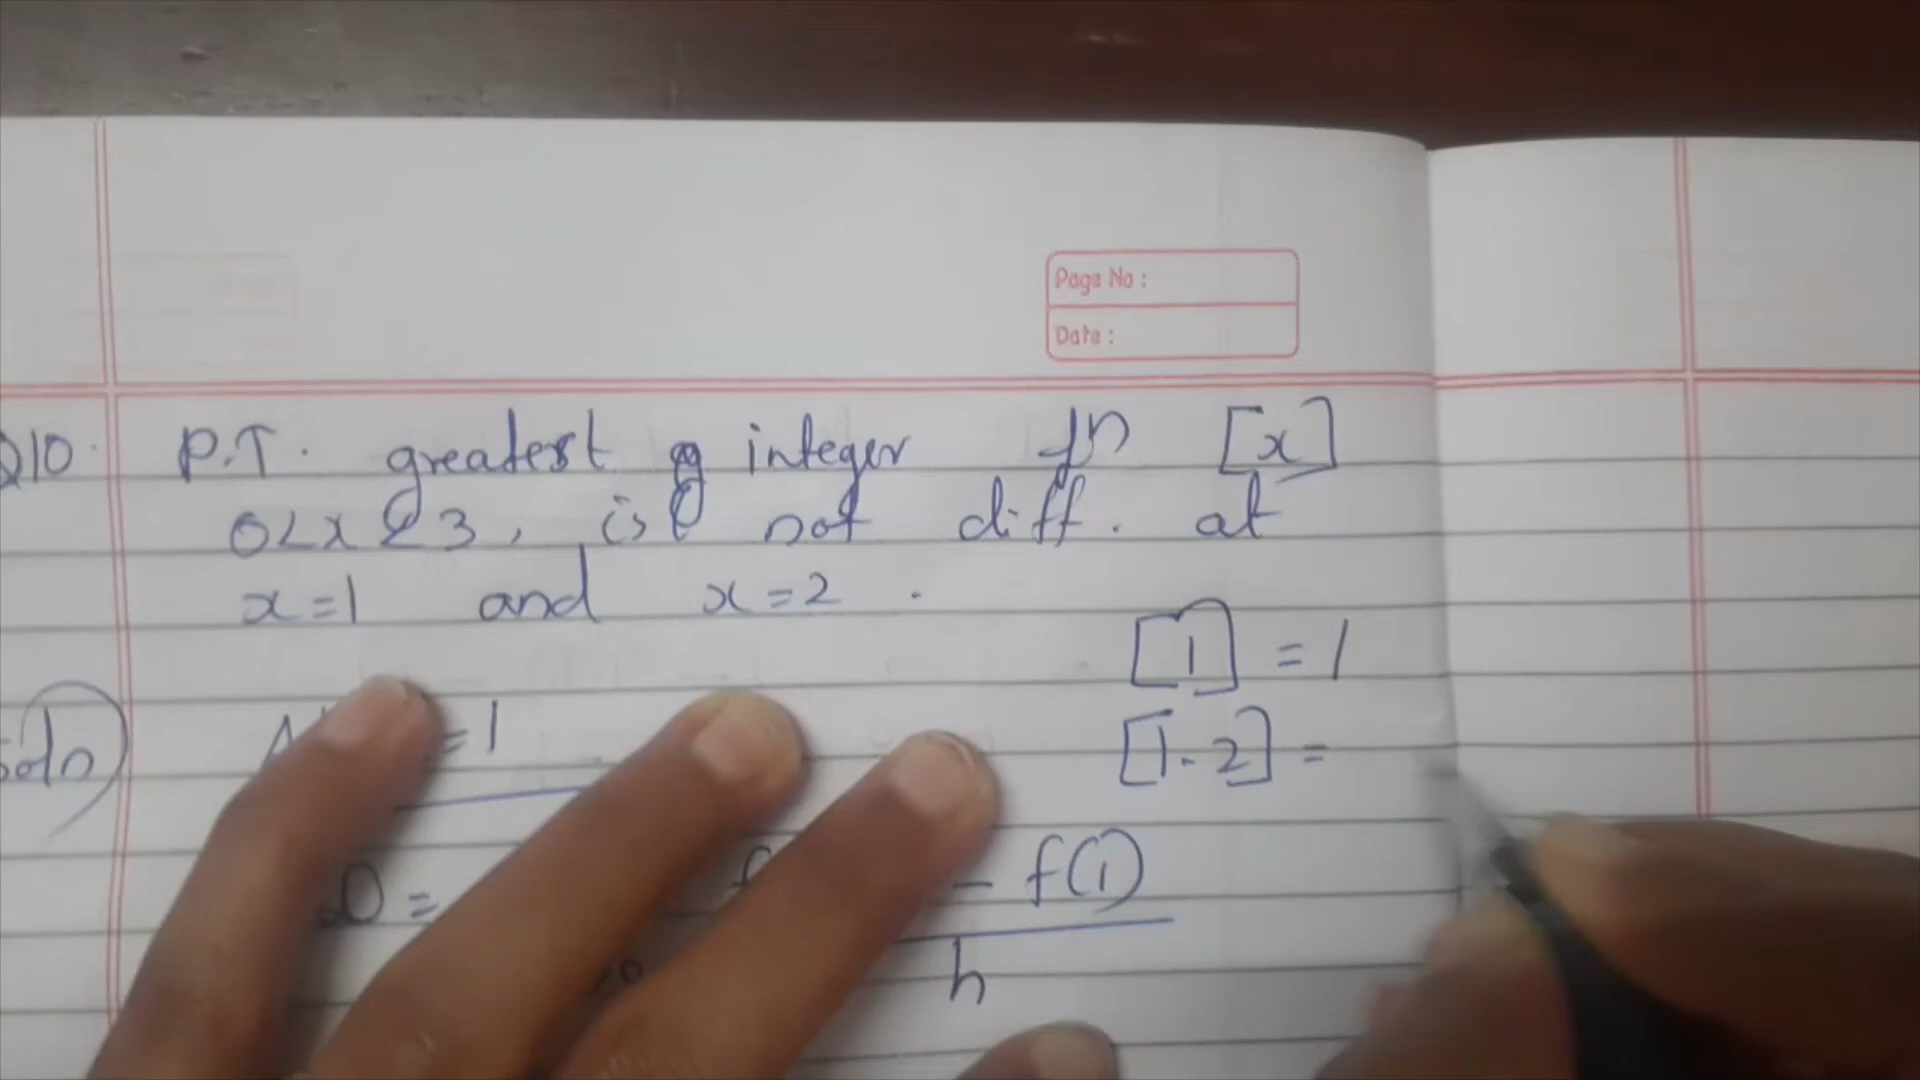 Page No :
Date :
Q10. P.T. greatest integer fn [x]
0<x<3, is not diff. at
x=1 and x=2 .
[1] = 1
soln =1
[1.2] =
D = f - f(1)
h